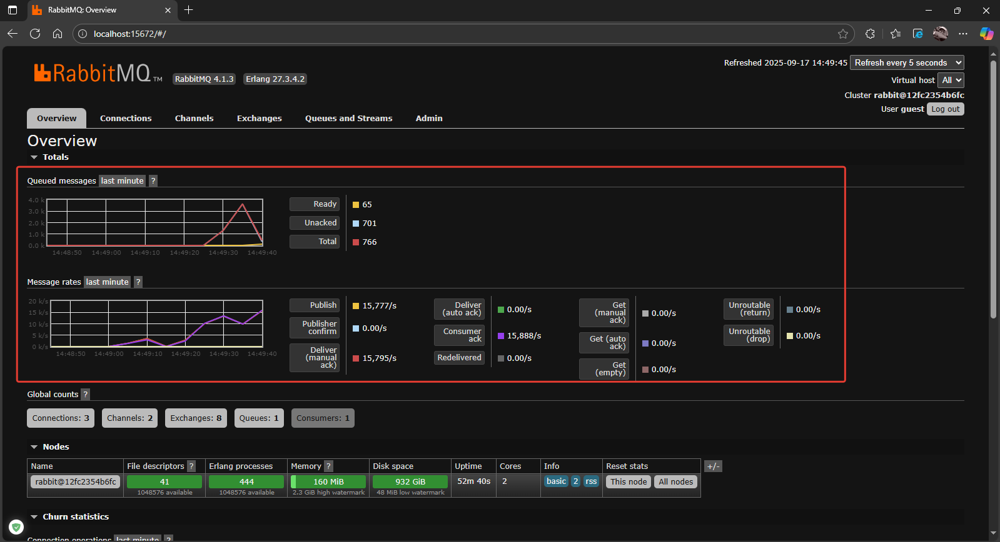 RabbitMQ: Overview
localhost:15672/#/
RabbitMQ TM
RabbitMQ 4.1.3
Erlang 27.3.4.2
Refreshed 2025-09-17 14:49:45
Refresh every 5 seconds
Virtual host All
Cluster rabbit@12fc2354b6fc
User guest Log out
Overview Connections Channels Exchanges Queues and Streams Admin
Overview
Totals
Queued messages last minute ?
4.0 k
3.0 k
2.0 k
1.0 k
0.0 k
14:48:50 14:49:00 14:49:10 14:49:20 14:49:30 14:49:40
Ready 65
Unacked 701
Total 766
Message rates last minute ?
20 k/s
15 k/s
10 k/s
5 k/s
0 k/s
14:48:50 14:49:00 14:49:10 14:49:20 14:49:30 14:49:40
Publish 15,777/s
Publisher
confirm 0.00/s
Deliver
(manual
ack) 15,795/s
Deliver
(auto ack) 0.00/s
Consumer
ack 15,888/s
Redelivered 0.00/s
Get
(manual
ack) 0.00/s
Get (auto
ack) 0.00/s
Get
(empty) 0.00/s
Unroutable
(return) 0.00/s
Unroutable
(drop) 0.00/s
Global counts ?
Connections: 3 Channels: 2 Exchanges: 8 Queues: 1 Consumers: 1
Nodes
Name File descriptors ? Erlang processes Memory ? Disk space Uptime Cores Info Reset stats +/-
rabbit@12fc2354b6fc 41 444 160 MiB 932 GiB 52m 40s 2 basic 2 rss This node All nodes
1048576 available 1048576 available 2.3 GiB high watermark 48 MiB low watermark
Churn statistics
Connection operations last minute ?